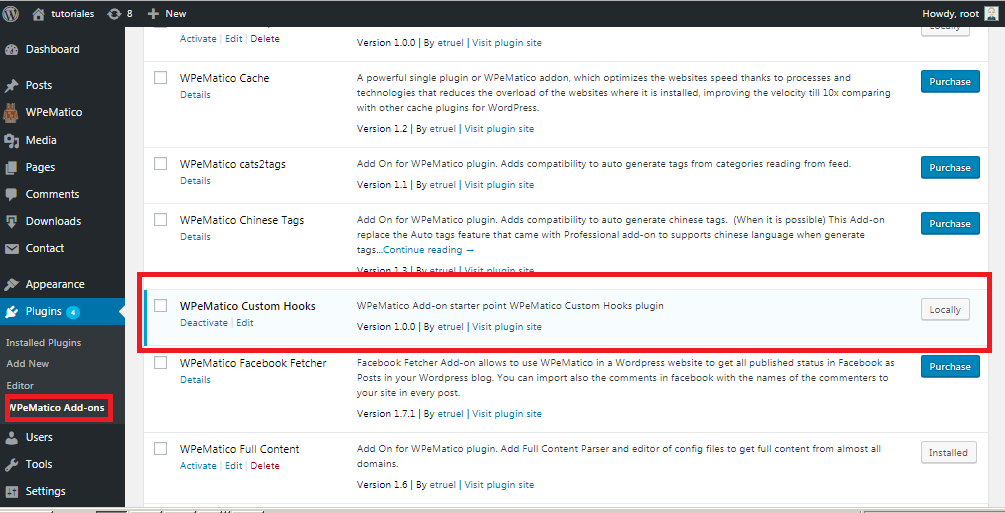 tutoriales 8 New Howdy, root
Dashboard
Posts
WPeMatico
Media
Pages
Comments
Downloads
Contact
Appearance
Plugins 4
Installed Plugins
Add New
Editor
WPeMatico Add-ons
Users
Tools
Settings
Activate | Edit | Delete
Version 1.0.0 | By etruel | Visit plugin site
Locally
WPeMatico Cache
Details
A powerful single plugin or WPeMatico addon, which optimizes the websites speed thanks to processes and
technologies that reduces the overload of the websites where it is installed, improving the velocity till 10x comparing
with other cache plugins for WordPress.
Version 1.2 | By etruel | Visit plugin site
Purchase
WPeMatico cats2tags
Details
Add On for WPeMatico plugin. Adds compatibility to auto generate tags from categories reading from feed.
Version 1.1 | By etruel | Visit plugin site
Purchase
WPeMatico Chinese Tags
Details
Add On for WPeMatico plugin. Adds compatibility to auto generate chinese tags. (When it is possible) This Add-on
replace the Auto tags feature that came with Professional add-on to supports chinese language when generate
tags...Continue reading →
Version 1.3 | By etruel | Visit plugin site
Purchase
WPeMatico Custom Hooks
Deactivate | Edit
WPeMatico Add-on starter point WPeMatico Custom Hooks plugin
Version 1.0.0 | By etruel | Visit plugin site
Locally
WPeMatico Facebook Fetcher
Details
Facebook Fetcher Add-on allows to use WPeMatico in a Wordpress website to get all published status in Facebook as
Posts in your Wordpress blog. You can import also the comments in facebook with the names of the commenters to
your site in every post.
Version 1.7.1 | By etruel | Visit plugin site
Purchase
WPeMatico Full Content
Activate | Edit | Delete
Add On for WPeMatico plugin. Add Full Content Parser and editor of config files to get full content from almost all
domains.
Version 1.6 | By etruel | Visit plugin site
Installed